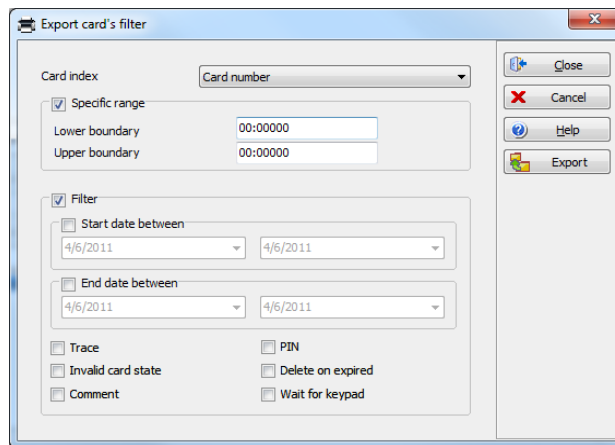 Export card's filter
Card index
Card number
Specific range
Lower boundary
00:00000
Upper boundary
00:00000
Filter
Start date between
4/6/2011
4/6/2011
End date between
4/6/2011
4/6/2011
Trace
PIN
Invalid card state
Delete on expired
Comment
Wait for keypad
Close
Cancel
Help
Export